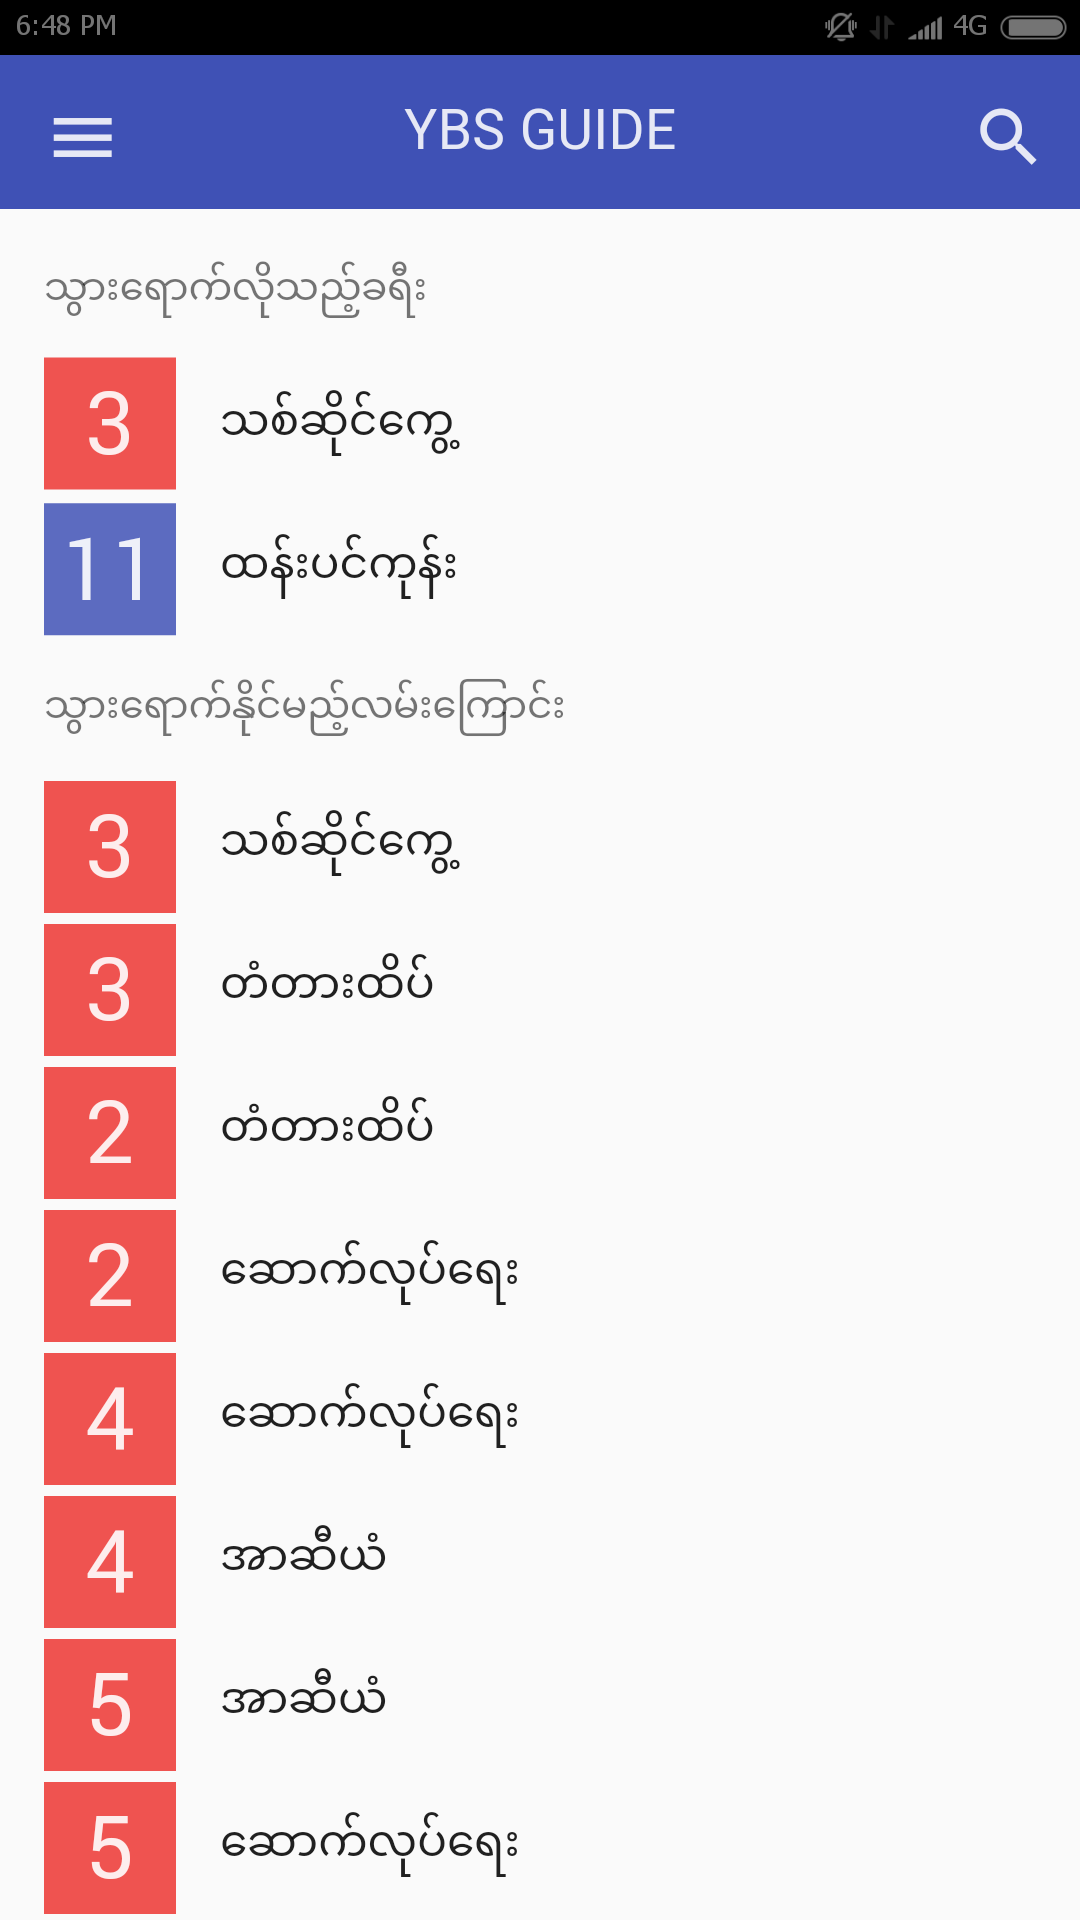 6:48 PM 4G
YBS GUIDE
သွားရောက်လိုသည့်ခရီး
3 သစ်ဆိုင်ကွေ့
11 ထန်းပင်ကုန်း
သွားရောက်နိုင်မည့်လမ်းကြောင်း
3 သစ်ဆိုင်ကွေ့
3 တံတားထိပ်
2 တံတားထိပ်
2 ဆောက်လုပ်ရေး
4 ဆောက်လုပ်ရေး
4 အာဆီယံ
5 အာဆီယံ
5 ဆောက်လုပ်ရေး